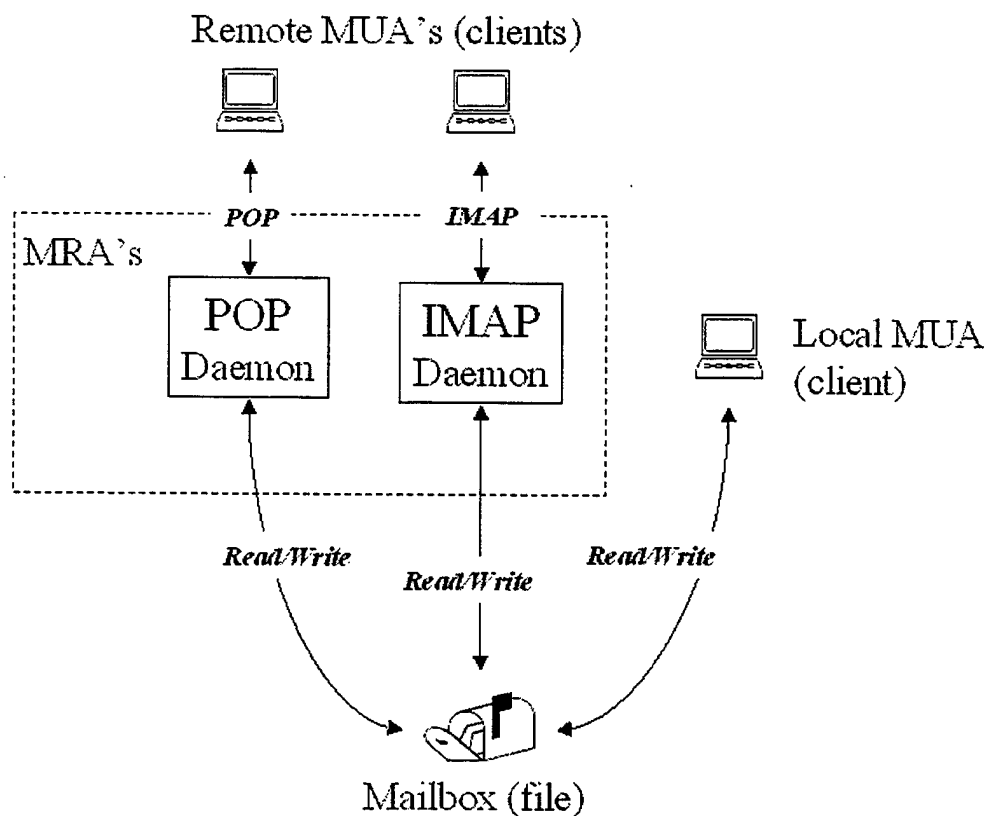 Remote MUA's (clients)
POP
IMAP
MRA's
POP
Daemon
IMAP
Daemon
Local MUA
(client)
Read/Write
Read/Write
Read/Write
Mailbox (file)